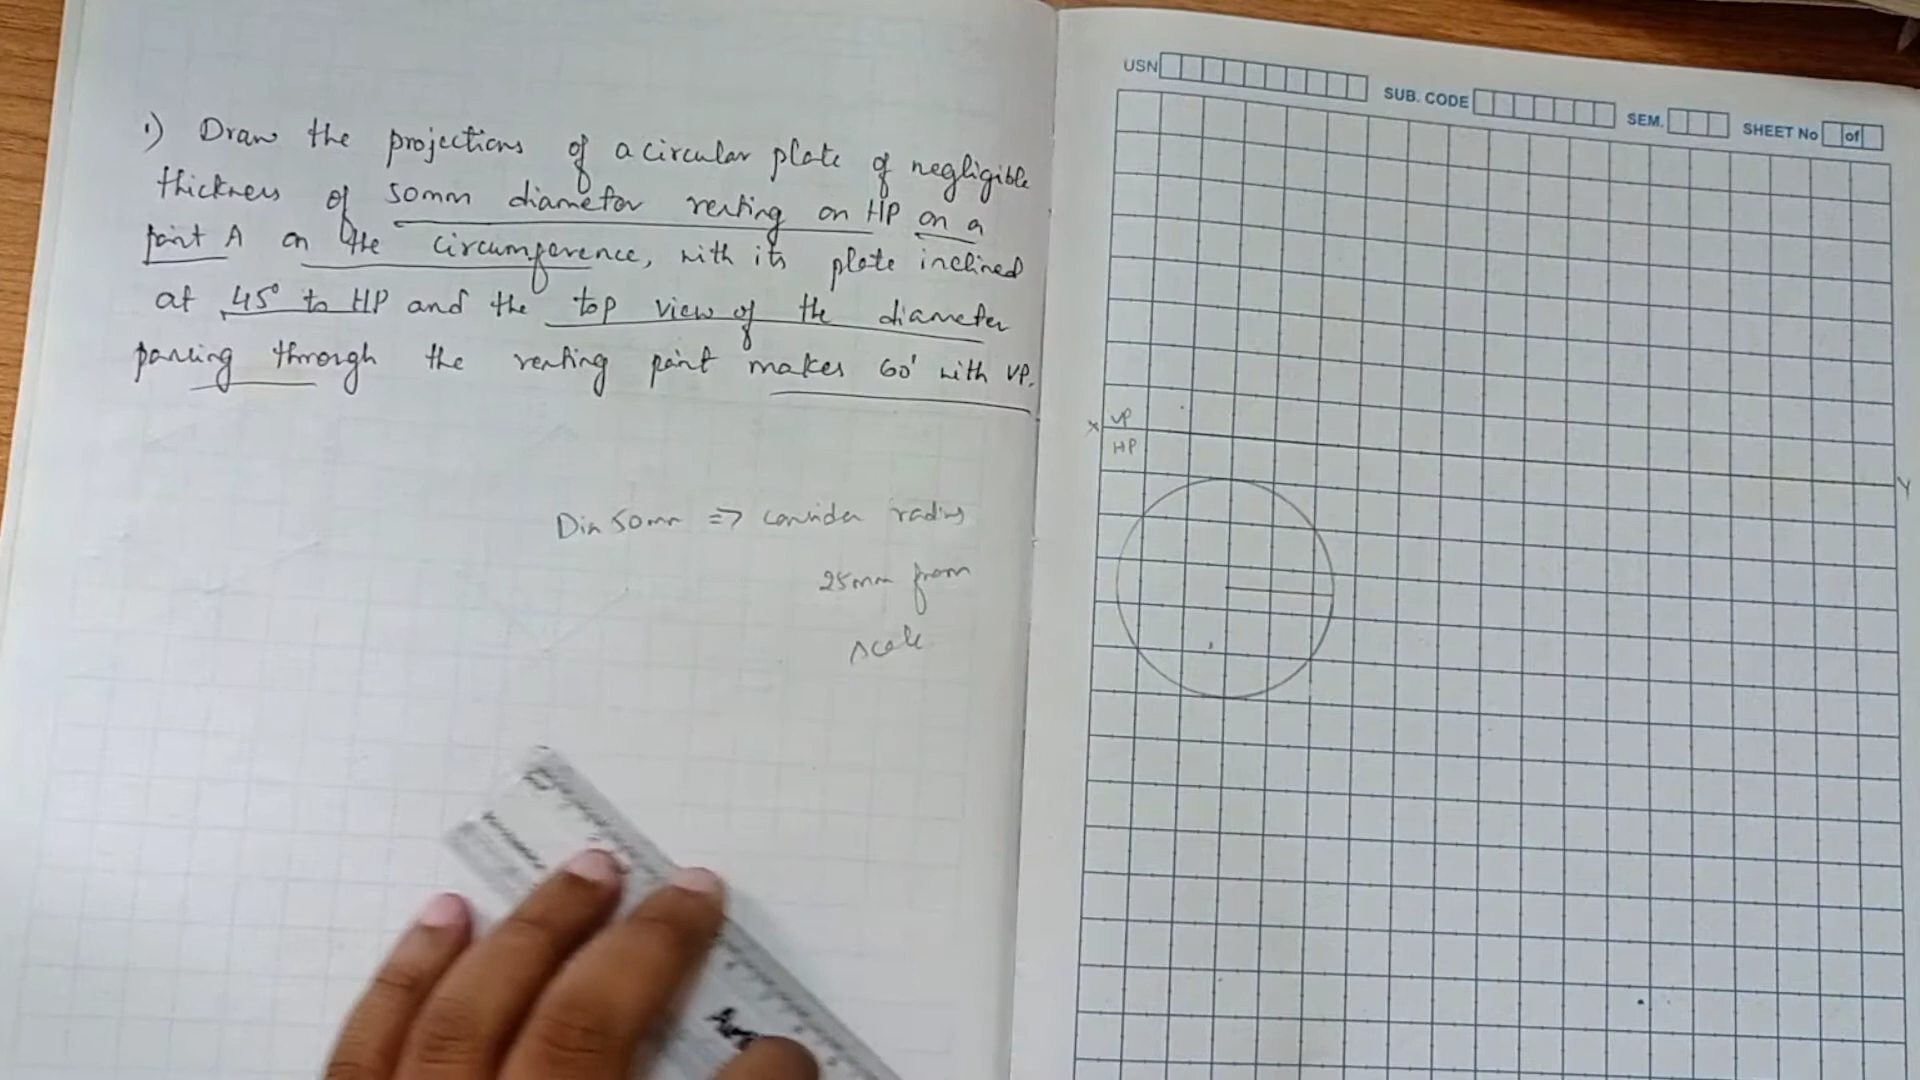 1) Draw the projections of a circular plate of negligible
thickness of 50mm diameter resting on HP on a
point A on the circumference, with its plate inclined
at 45° to HP and the top view of the diameter
passing through the resting point makes 60° with VP.
Dia 50mm => consider radius
25mm from
scale
USN
SUB. CODE
SEM.
SHEET No of
X VP
HP
Y